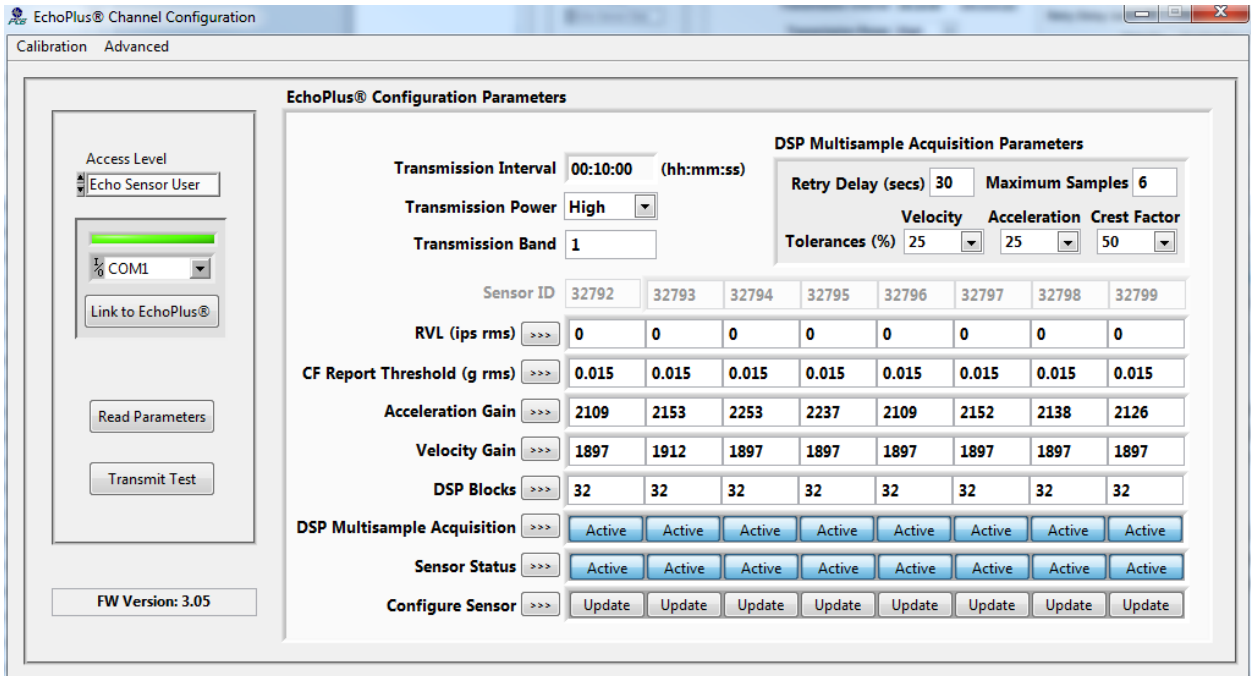 EchoPlus® Channel Configuration
Calibration Advanced
EchoPlus® Configuration Parameters
Access Level
Echo Sensor User
COM1
Link to EchoPlus®
Read Parameters
Transmit Test
FW Version: 3.05
Transmission Interval 00:10:00 (hh:mm:ss)
Transmission Power High
Transmission Band 1
DSP Multisample Acquisition Parameters
Retry Delay (secs) 30 Maximum Samples 6
Velocity Acceleration Crest Factor
Tolerances (%) 25 25 50
Sensor ID 32792 32793 32794 32795 32796 32797 32798 32799
RVL (ips rms) >>> 0 0 0 0 0 0 0 0
CF Report Threshold (g rms) >>> 0.015 0.015 0.015 0.015 0.015 0.015 0.015 0.015
Acceleration Gain >>> 2109 2153 2253 2237 2109 2152 2138 2126
Velocity Gain >>> 1897 1912 1897 1897 1897 1897 1897 1897
DSP Blocks >>> 32 32 32 32 32 32 32 32
DSP Multisample Acquisition >>> Active Active Active Active Active Active Active Active
Sensor Status >>> Active Active Active Active Active Active Active Active
Configure Sensor >>> Update Update Update Update Update Update Update Update